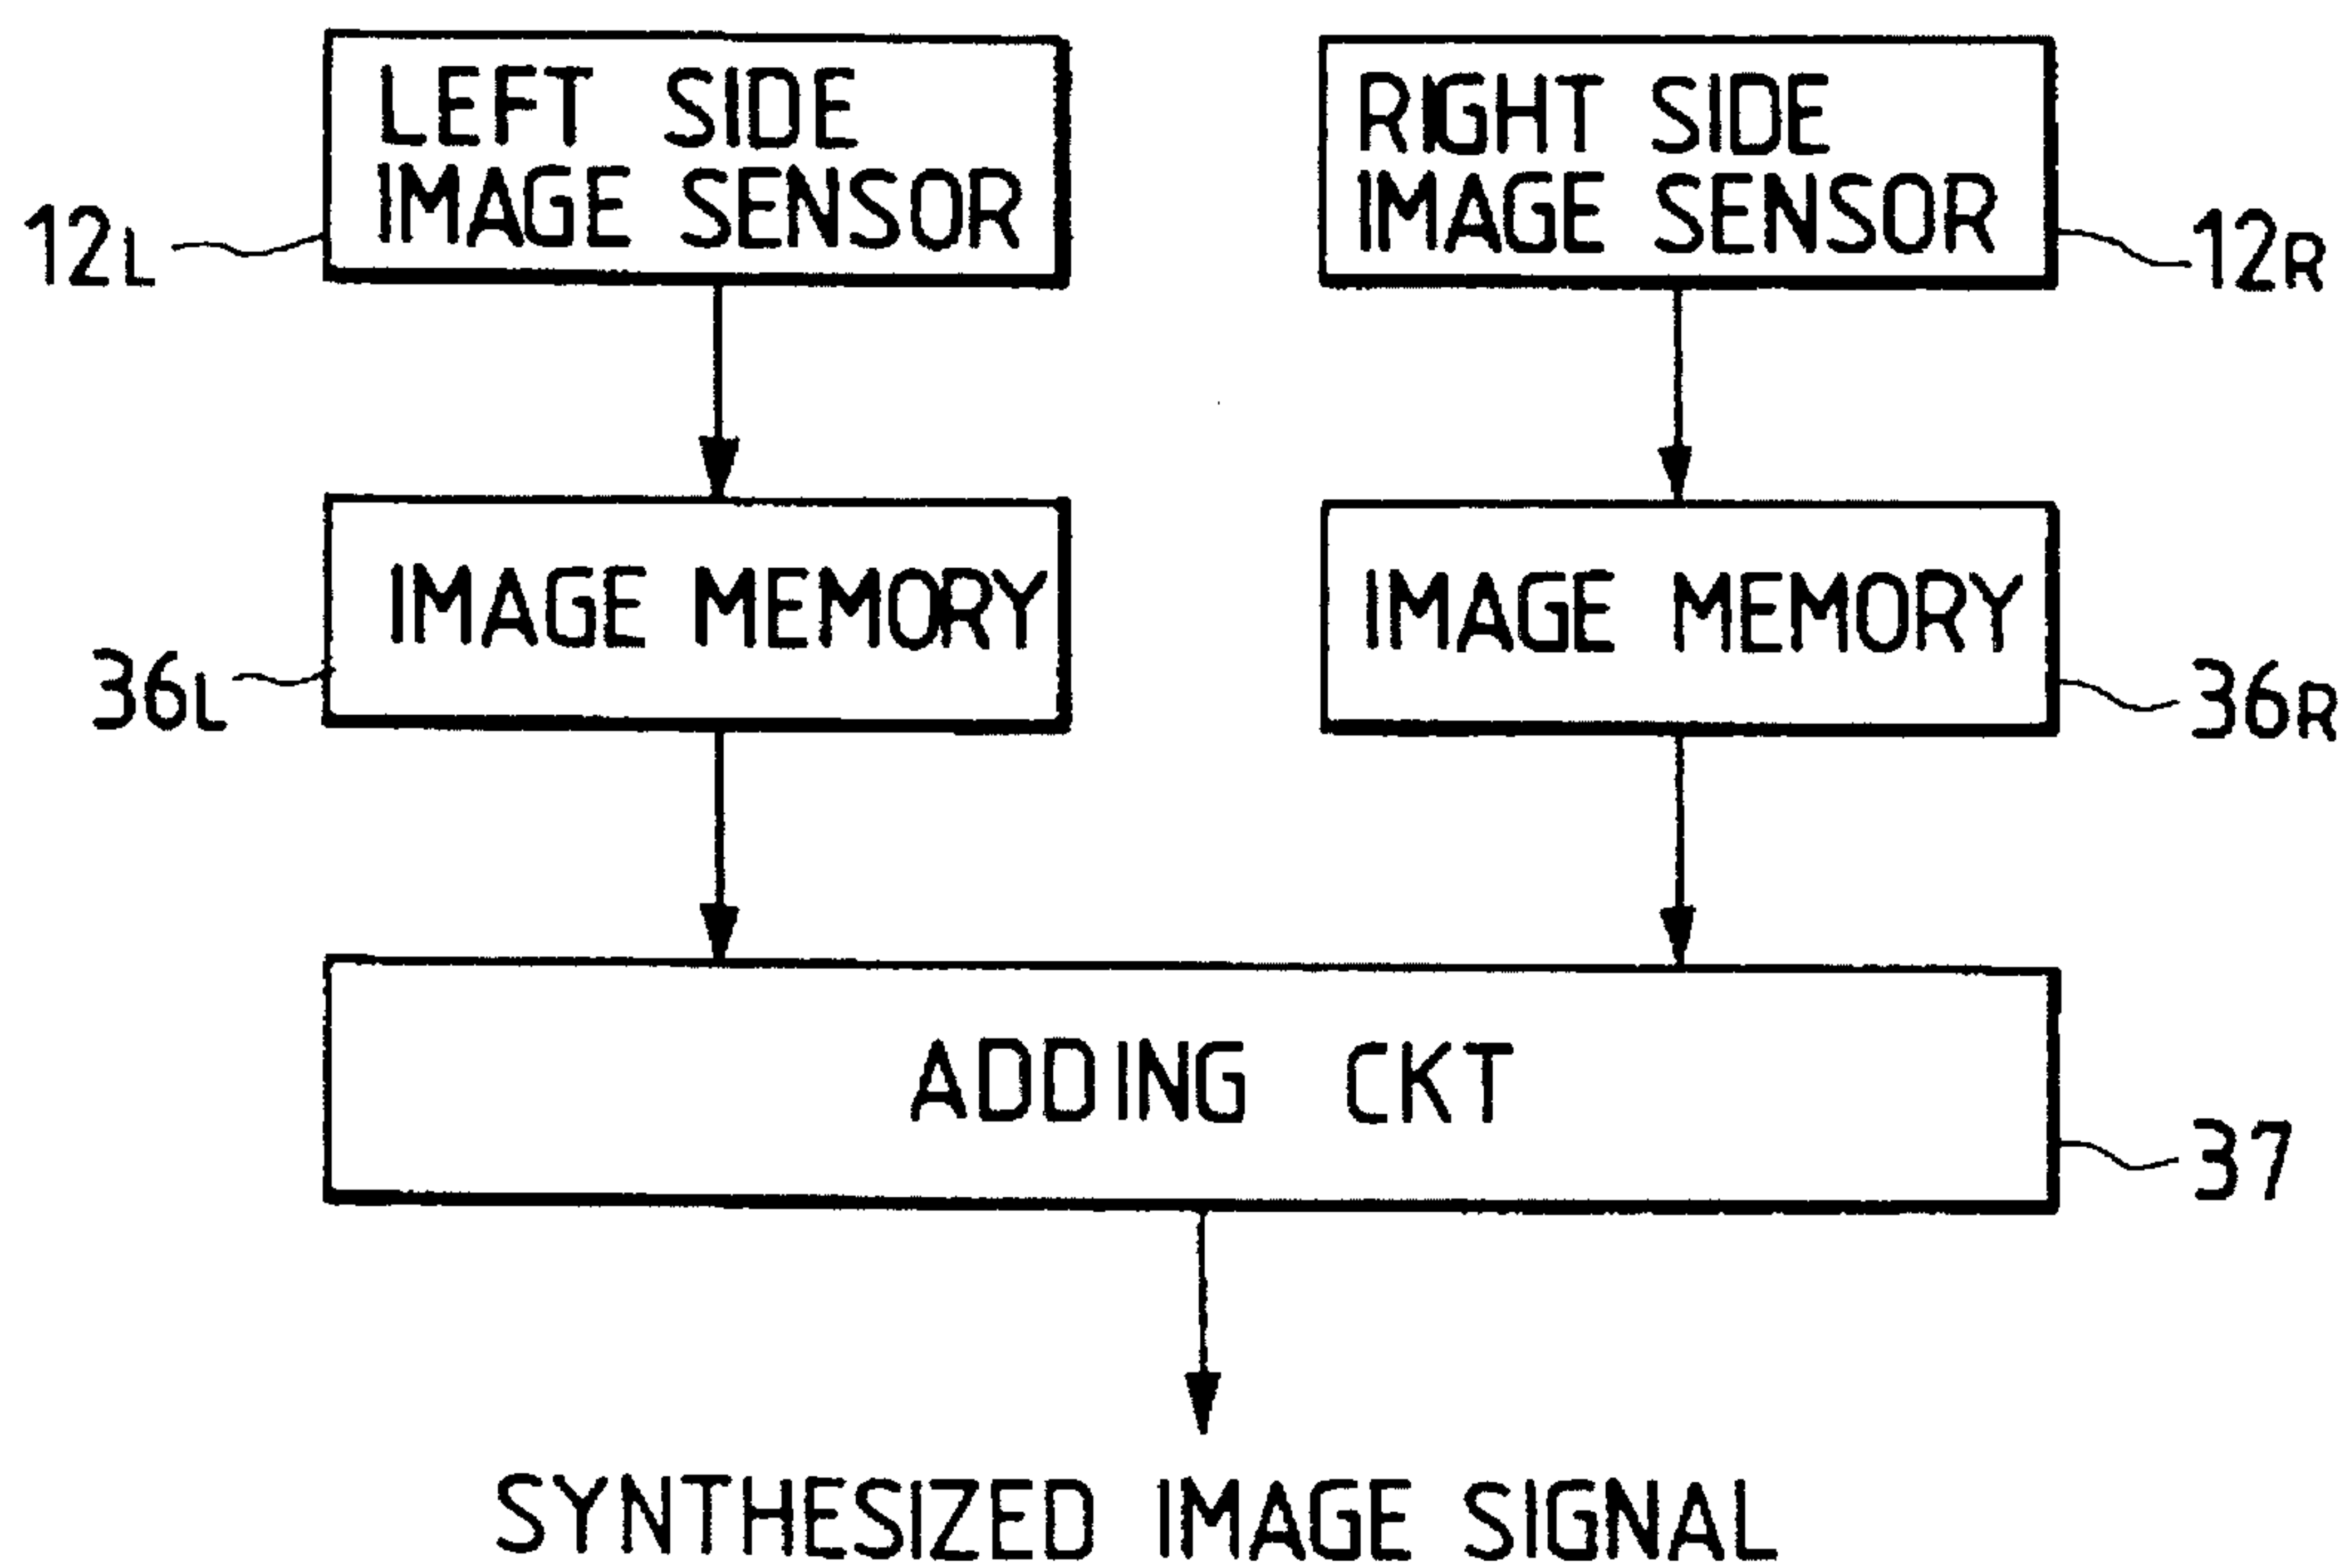 LEFT SIDE
IMAGE SENSOR
12L
RIGHT SIDE
IMAGE SENSOR
12R
IMAGE MEMORY
36L
IMAGE MEMORY
36R
ADDING CKT
37
SYNTHESIZED IMAGE SIGNAL